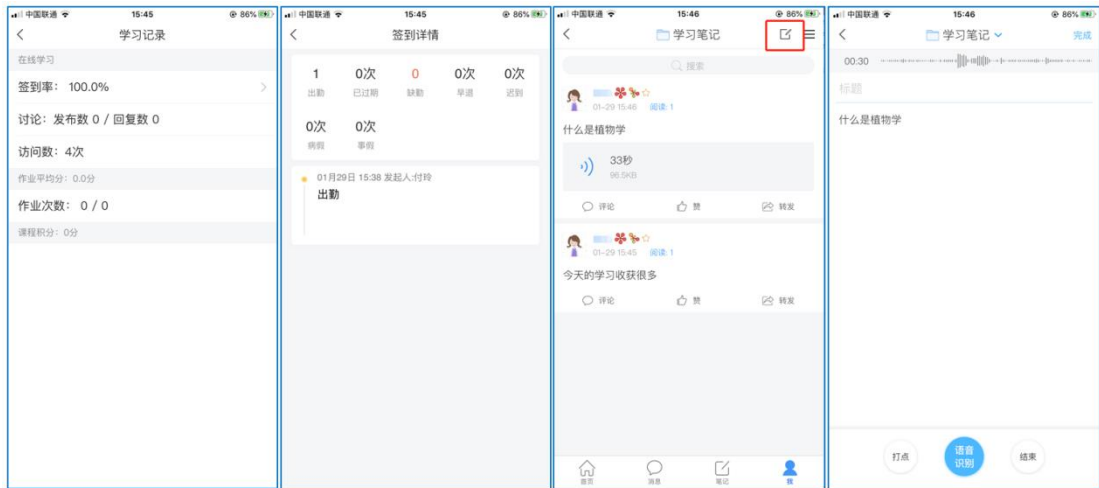 中国联通 15:45 86%
学习记录
在线学习
签到率: 100.0%
讨论: 发布数 0 / 回复数 0
访问数: 4次
作业平均分: 0.0分
作业次数: 0 / 0
课程积分: 0分
中国联通 15:45 86%
签到详情
1 0次 0 0次 0次
出勤 已过期 缺勤 早退 迟到
0次 0次
病假 事假
01月29日 15:38 发起人:付玲
出勤
中国联通 15:46 86%
学习笔记
搜索
01-29 15:46 阅读: 1
什么是植物学
33秒
96.5KB
评论 赞 转发
01-29 15:45 阅读: 1
今天的学习收获很多
评论 赞 转发
首页 消息 笔记 我
中国联通 15:46 86%
学习笔记 完成
00:30
标题
什么是植物学
打点 语音 结束
识别